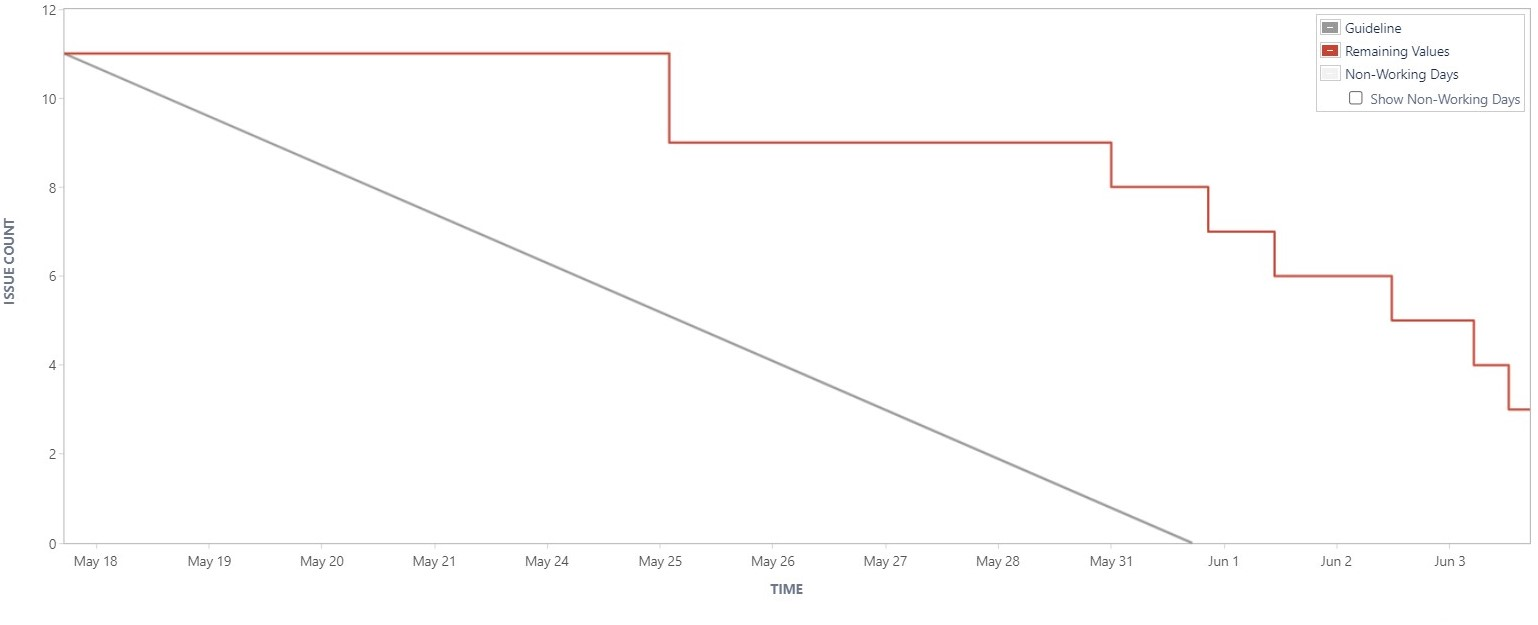 12
10
8
6
4
2
0
ISSUE COUNT
Guideline
Remaining Values
Non-Working Days
Show Non-Working Days
May 18 May 19 May 20 May 21 May 24 May 25 May 26 May 27 May 28 May 31 Jun 1 Jun 2 Jun 3
TIME